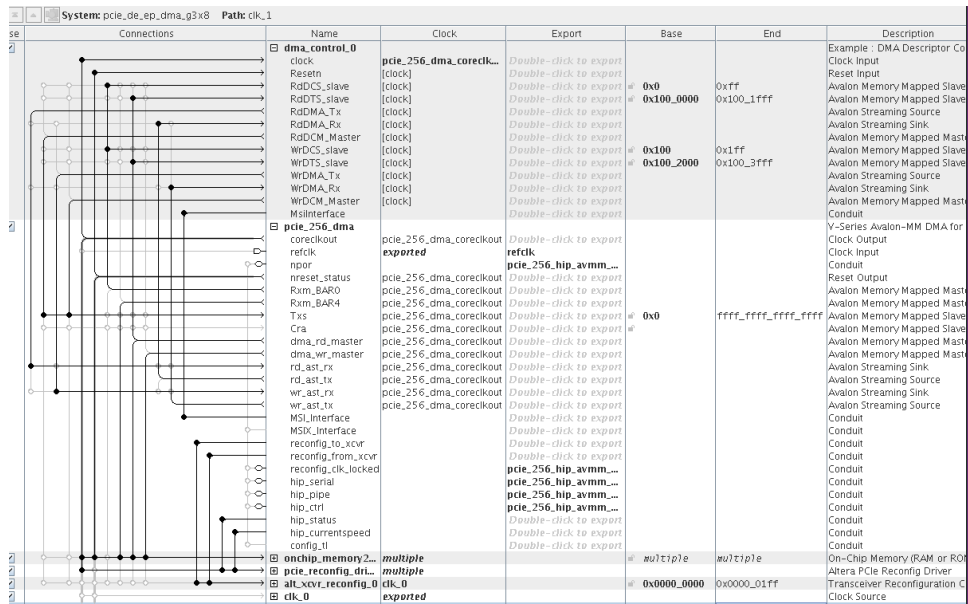 System: pcie_de_ep_dma_g3x8 Path: clk_1
se Connections Name Clock Export Base End Description
dma_control_0 Example : DMA Descriptor Co
clock pcie_256_dma_coreclk... Double-click to export Clock Input
Resetn [clock] Double-click to export Reset Input
RdDCS_slave [clock] Double-click to export 0x0 0xff Avalon Memory Mapped Slave
RdDTS_slave [clock] Double-click to export 0x100_0000 0x100_1fff Avalon Memory Mapped Slave
RdDMA_Tx [clock] Double-click to export Avalon Streaming Source
RdDMA_Rx [clock] Double-click to export Avalon Streaming Sink
RdDCM_Master [clock] Double-click to export Avalon Memory Mapped Maste
WrDCS_slave [clock] Double-click to export 0x100 0x1ff Avalon Memory Mapped Slave
WrDTS_slave [clock] Double-click to export 0x100_2000 0x100_3fff Avalon Memory Mapped Slave
WrDMA_Tx [clock] Double-click to export Avalon Streaming Source
WrDMA_Rx [clock] Double-click to export Avalon Streaming Sink
WrDCM_Master [clock] Double-click to export Avalon Memory Mapped Maste
MsiInterface Double-click to export Conduit
pcie_256_dma V-Series Avalon-MM DMA for
coreclkout pcie_256_dma_coreclkout Double-click to export Clock Output
refclk exported refclk Clock Input
npor pcie_256_hip_avmm_... Conduit
nreset_status pcie_256_dma_coreclkout Double-click to export Reset Output
Rxm_BAR0 pcie_256_dma_coreclkout Double-click to export Avalon Memory Mapped Maste
Rxm_BAR4 pcie_256_dma_coreclkout Double-click to export Avalon Memory Mapped Maste
Txs pcie_256_dma_coreclkout Double-click to export 0x0 ffff_ffff_ffff_ffff Avalon Memory Mapped Slave
Cra pcie_256_dma_coreclkout Double-click to export Avalon Memory Mapped Slave
dma_rd_master pcie_256_dma_coreclkout Double-click to export Avalon Memory Mapped Maste
dma_wr_master pcie_256_dma_coreclkout Double-click to export Avalon Memory Mapped Maste
rd_ast_rx pcie_256_dma_coreclkout Double-click to export Avalon Streaming Sink
rd_ast_tx pcie_256_dma_coreclkout Double-click to export Avalon Streaming Source
wr_ast_rx pcie_256_dma_coreclkout Double-click to export Avalon Streaming Sink
wr_ast_tx pcie_256_dma_coreclkout Double-click to export Avalon Streaming Source
MSI_Interface Double-click to export Conduit
MSIX_Interface Double-click to export Conduit
reconfig_to_xcvr Double-click to export Conduit
reconfig_from_xcvr Double-click to export Conduit
reconfig_clk_locked pcie_256_hip_avmm_... Conduit
hip_serial pcie_256_hip_avmm_... Conduit
hip_pipe pcie_256_hip_avmm_... Conduit
hip_ctrl pcie_256_hip_avmm_... Conduit
hip_status Double-click to export Conduit
hip_currentspeed Double-click to export Conduit
config_tl Double-click to export Conduit
onchip_memory2... multiple multiple multiple On-Chip Memory (RAM or ROM
pcie_reconfig_dri... multiple Altera PCIe Reconfig Driver
alt_xcvr_reconfig_0 clk_0 0x0000_0000 0x0000_01ff Transceiver Reconfiguration C
clk_0 exported Clock Source